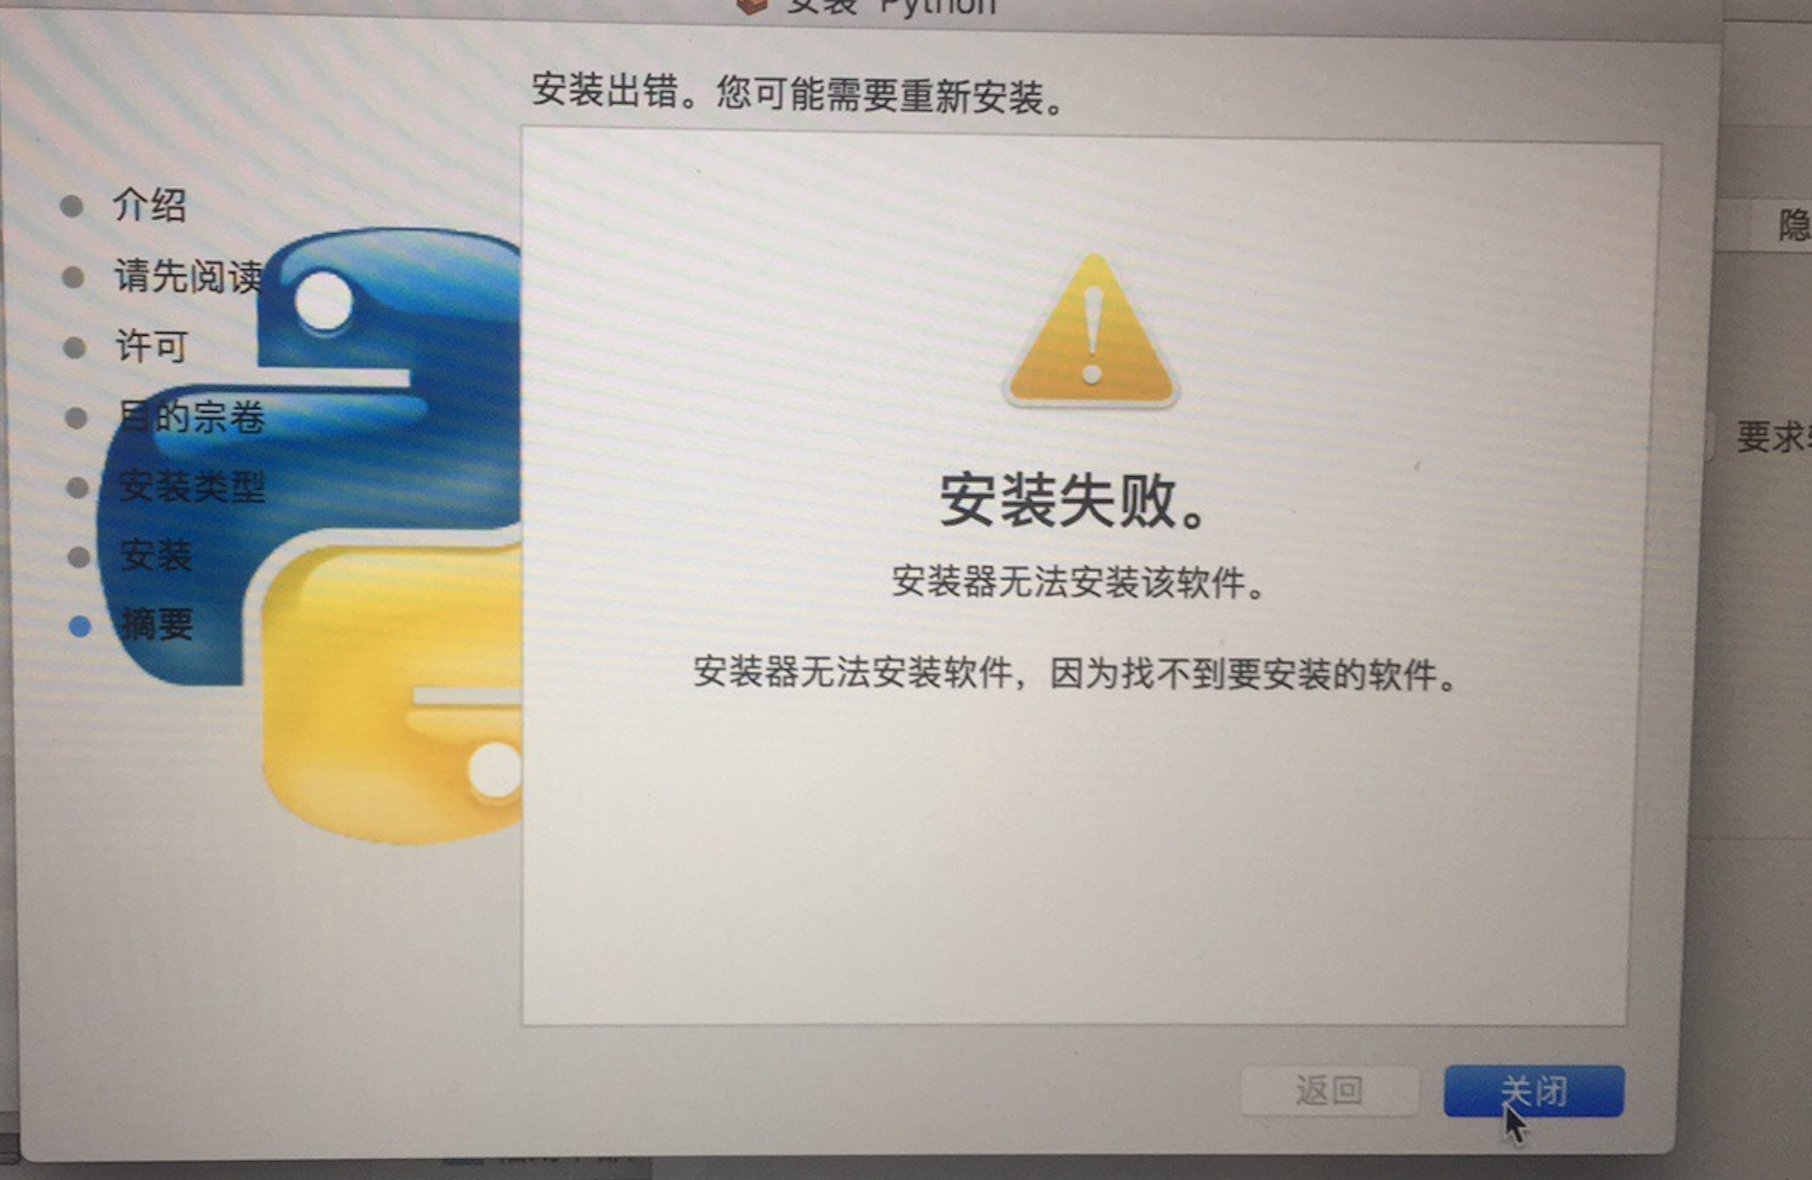 安装"Python"
安装出错。您可能需要重新安装。
介绍
请先阅读
许可
目的宗卷
安装类型
安装
摘要
安装失败。
安装器无法安装该软件。
安装器无法安装软件，因为找不到要安装的软件。
返回
关闭
隐
要求